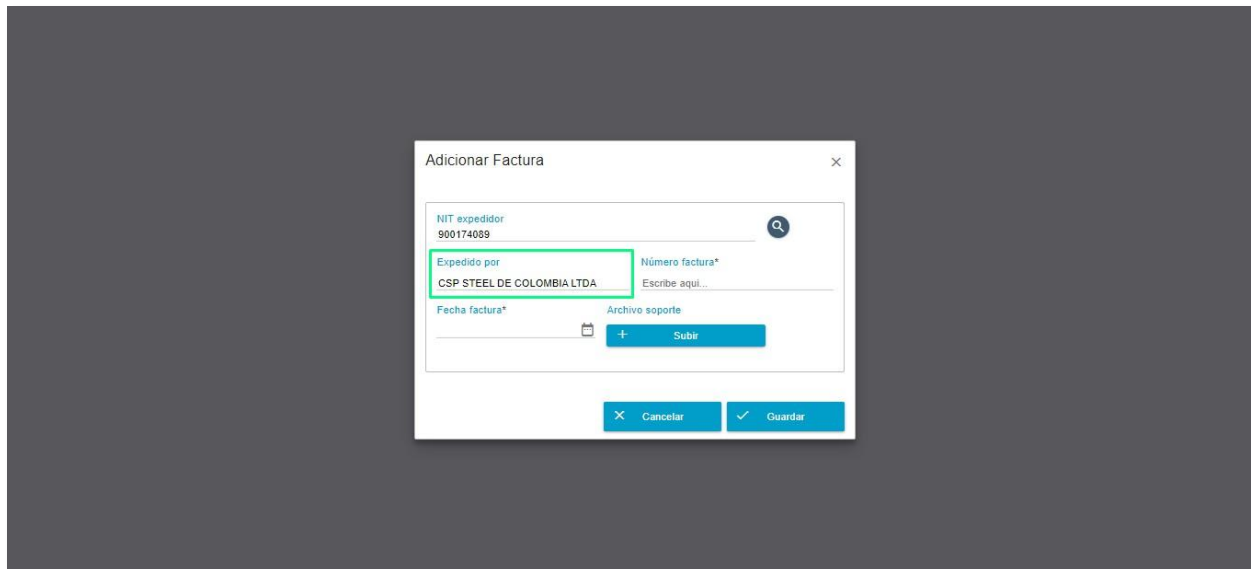 Adicionar Factura
NIT expedidor
900174089
Expedido por
CSP STEEL DE COLOMBIA LTDA
Número factura*
Escribe aqui...
Fecha factura*
Archivo soporte
Subir
Cancelar
Guardar